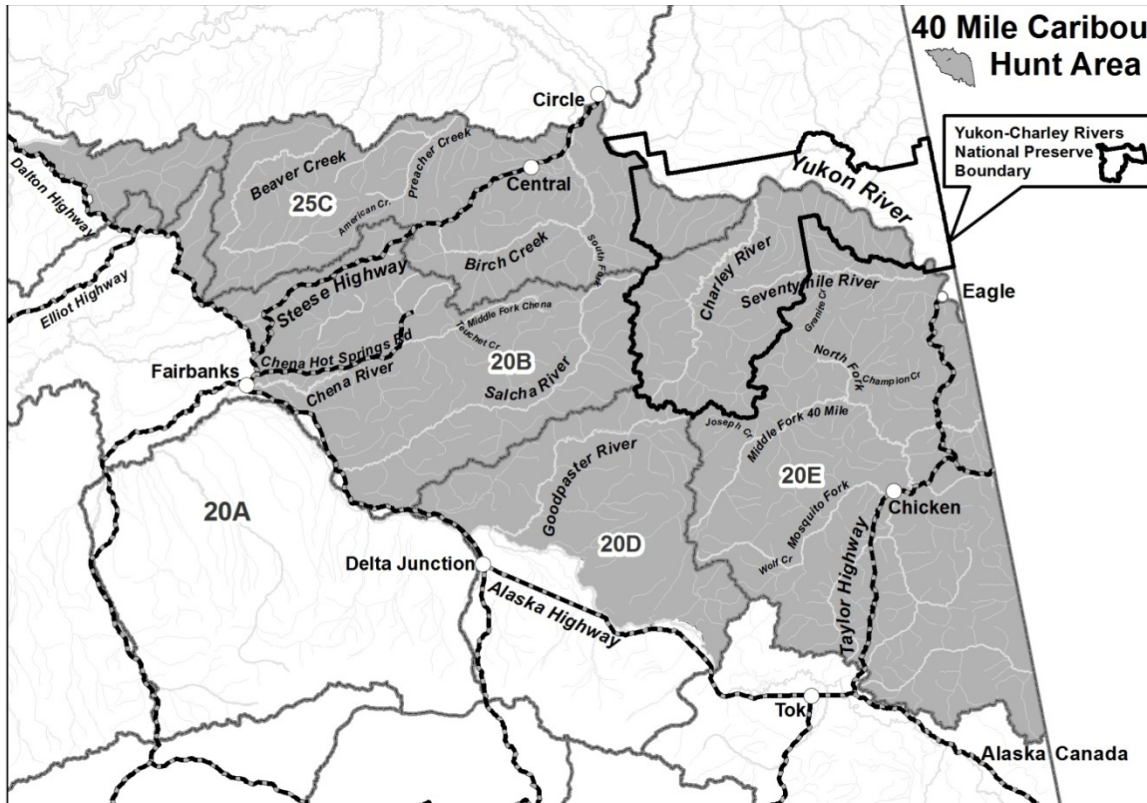 40 Mile Caribou
Hunt Area
Circle
Yukon-Charley Rivers
National Preserve
Boundary
Yukon River
Dalton Highway
Beaver Creek
Preacher Creek
Central
25C
American Cr.
Birch Creek
South Fork
Elliot Highway
Steese Highway
Charley River
Seventymile River
Eagle
Granite Cr
Middle Fork Chena
Teuchet Cr
Chena Hot Springs Rd
20B
North Fork
Champion Cr
Fairbanks
Chena River
Salcha River
Joseph Cr
Middle Fork 40 Mile
Goodpaster River
20E
20A
Chicken
Mosquito Fork
20D
Wolf Cr
Delta Junction
Alaska Highway
Taylor Highway
Tok
Alaska Canada